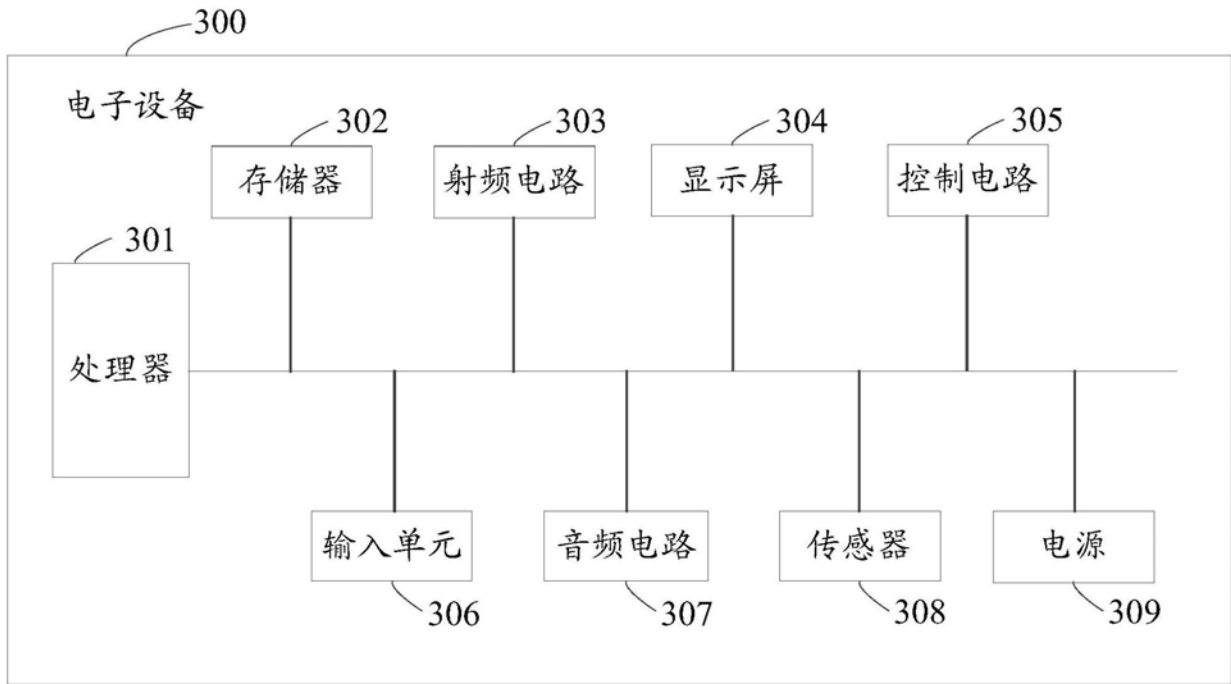 300
电子设备
302
303
304
305
存储器
射频电路
显示屏
控制电路
301
处理器
输入单元
音频电路
传感器
电源
306
307
308
309